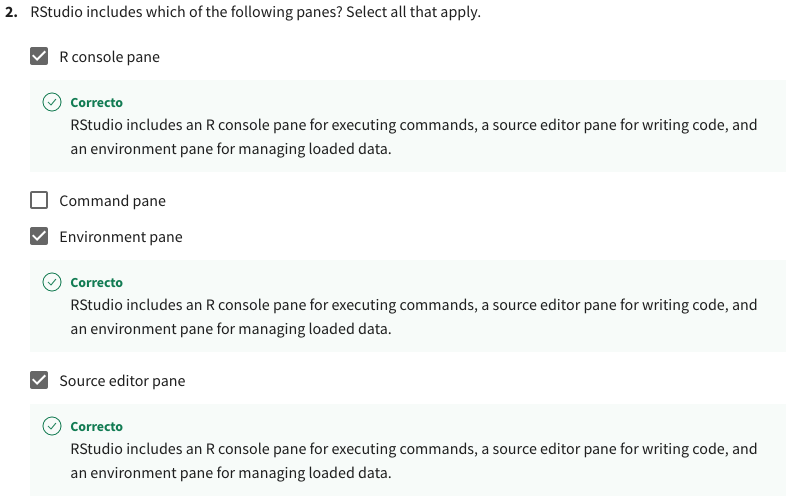 2. RStudio includes which of the following panes? Select all that apply.
R console pane
Correcto
RStudio includes an R console pane for executing commands, a source editor pane for writing code, and
an environment pane for managing loaded data.
Command pane
Environment pane
Correcto
RStudio includes an R console pane for executing commands, a source editor pane for writing code, and
an environment pane for managing loaded data.
Source editor pane
Correcto
RStudio includes an R console pane for executing commands, a source editor pane for writing code, and
an environment pane for managing loaded data.